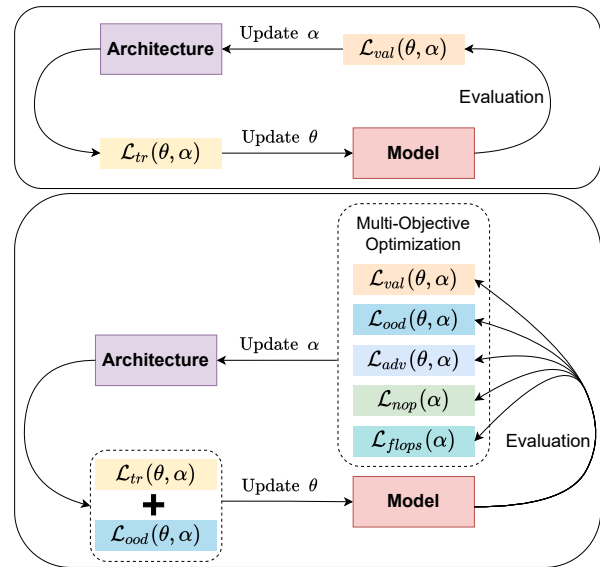 Architecture
Update α
ℒ_val(θ, α)
Evaluation
ℒ_tr(θ, α)
Update θ
Model
Multi-Objective
Optimization
ℒ_val(θ, α)
ℒ_ood(θ, α)
Architecture
Update α
ℒ_adv(θ, α)
ℒ_nop(α)
ℒ_flops(α)
Evaluation
ℒ_tr(θ, α)
+
ℒ_ood(θ, α)
Update θ
Model